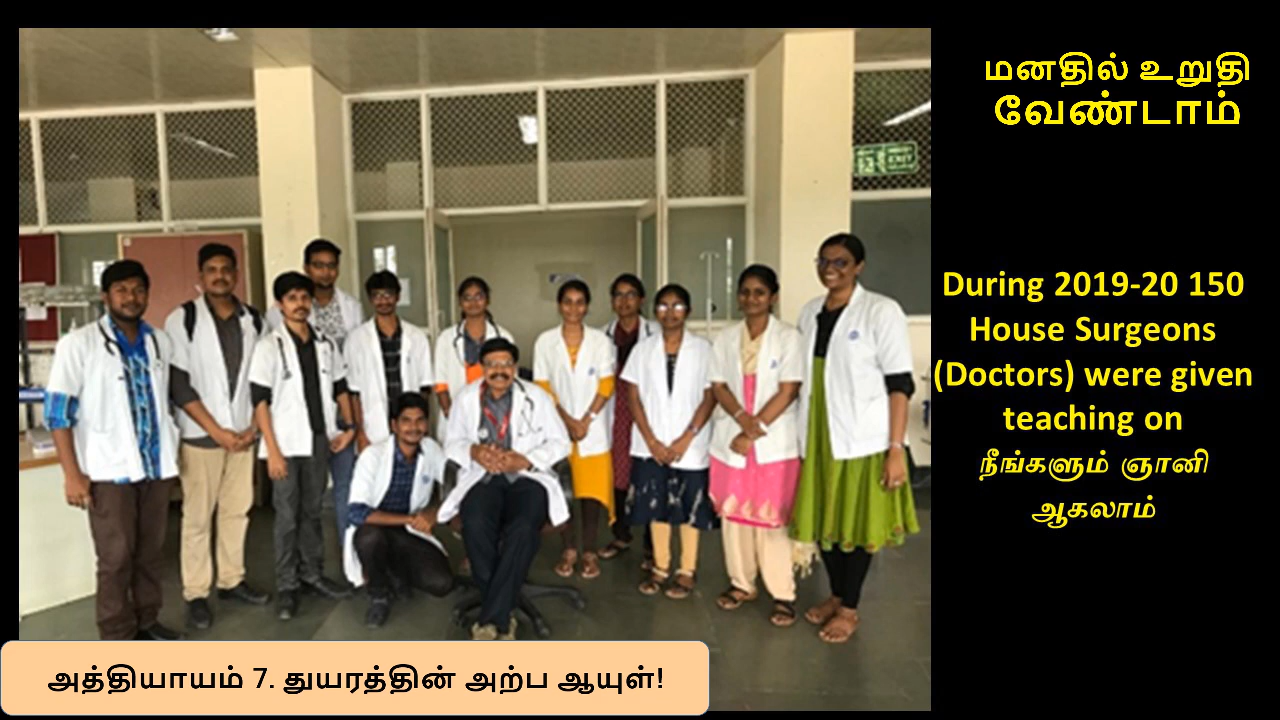 மனதில் உறுதி
வேண்டாம்
EXIT
During 2019-20 150
House Surgeons
(Doctors) were given
teaching on
நீங்களும் ஞானி
ஆகலாம்
அத்தியாயம் 7. துயரத்தின் அற்ப ஆயுள்!